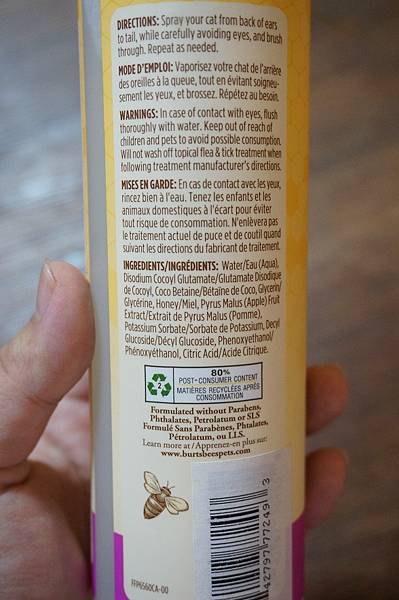 DIRECTIONS: Spray your cat from back of ears
to tail, while carefully avoiding eyes, and brush
through. Repeat as needed.
MODE D'EMPLOI: Vaporisez votre chat de l'arrière
des oreilles à la queue, tout en évitant soigneu-
sement les yeux, et brossez. Répétez au besoin.
WARNINGS: In case of contact with eyes, flush
thoroughly with water. Keep out of reach of
children and pets to avoid possible consumption.
Will not wash off topical flea & tick treatment when
following treatment manufacturer's directions.
MISES EN GARDE: En cas de contact avec les yeux,
rincez bien à l'eau. Tenez les enfants et les
animaux domestiques à l'écart pour éviter
tout risque de consommation. N'enlèvera pas
le traitement actuel de puce et de coutil quand
suivant les directions du fabricant de traitement.
INGREDIENTS/INGRÉDIENTS: Water/Eau (Aqua),
Disodium Cocoyl Glutamate/Glutamate Disodique
de Cocoyl, Coco Betaine/Bétaïne de Coco, Glycerin/
Glycérine, Honey/Miel, Pyrus Malus (Apple) Fruit
Extract/Extrait de Pyrus Malus (Pomme),
Potassium Sorbate/Sorbate de Potassium, Decyl
Glucoside/Décyl Glucoside, Phenoxyethanol/
Phénoxyéthanol, Citric Acid/Acide Citrique.
2
80%
POST-CONSUMER CONTENT
MATIÈRES RECYCLÉES APRÈS
CONSOMMATION
Formulated without Parabens,
Phthalates, Petrolatum or SLS
Formulé Sans Parabènes, Phtalates,
Pétrolatum, ou LLS.
Learn more at/Apprenez-en plus sur:
www.burtsbeespets.com
FFP6560CA-00
42797 77249 3